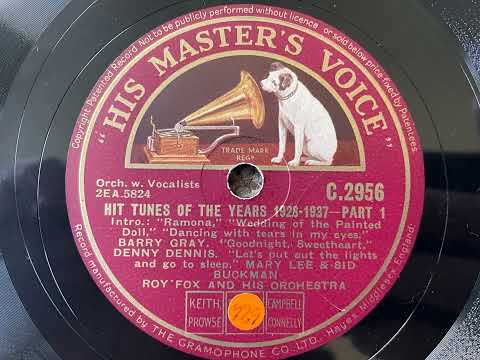 Copyright Patented Record. Not to be publicly performed without licence or sold below price fixed by Patentees.
"HIS MASTER'S VOICE"
TRADE MARK
REGD
Orch. w. Vocalists
2EA.5824
C.2956
HIT TUNES OF THE YEARS 1928-1937—PART 1
Intro.: "Ramona," "Wedding of the Painted
Doll," "Dancing with tears in my eyes."
BARRY GRAY. "Goodnight, Sweetheart."
DENNY DENNIS. "Let's put out the lights
and go to sleep." MARY LEE & SID
BUCKMAN
ROY FOX AND HIS ORCHESTRA
KEITH
PROWSE
CAMPBELL
CONNELLY
Record manufactured by THE GRAMOPHONE CO., LTD., Hayes Middlesex England.